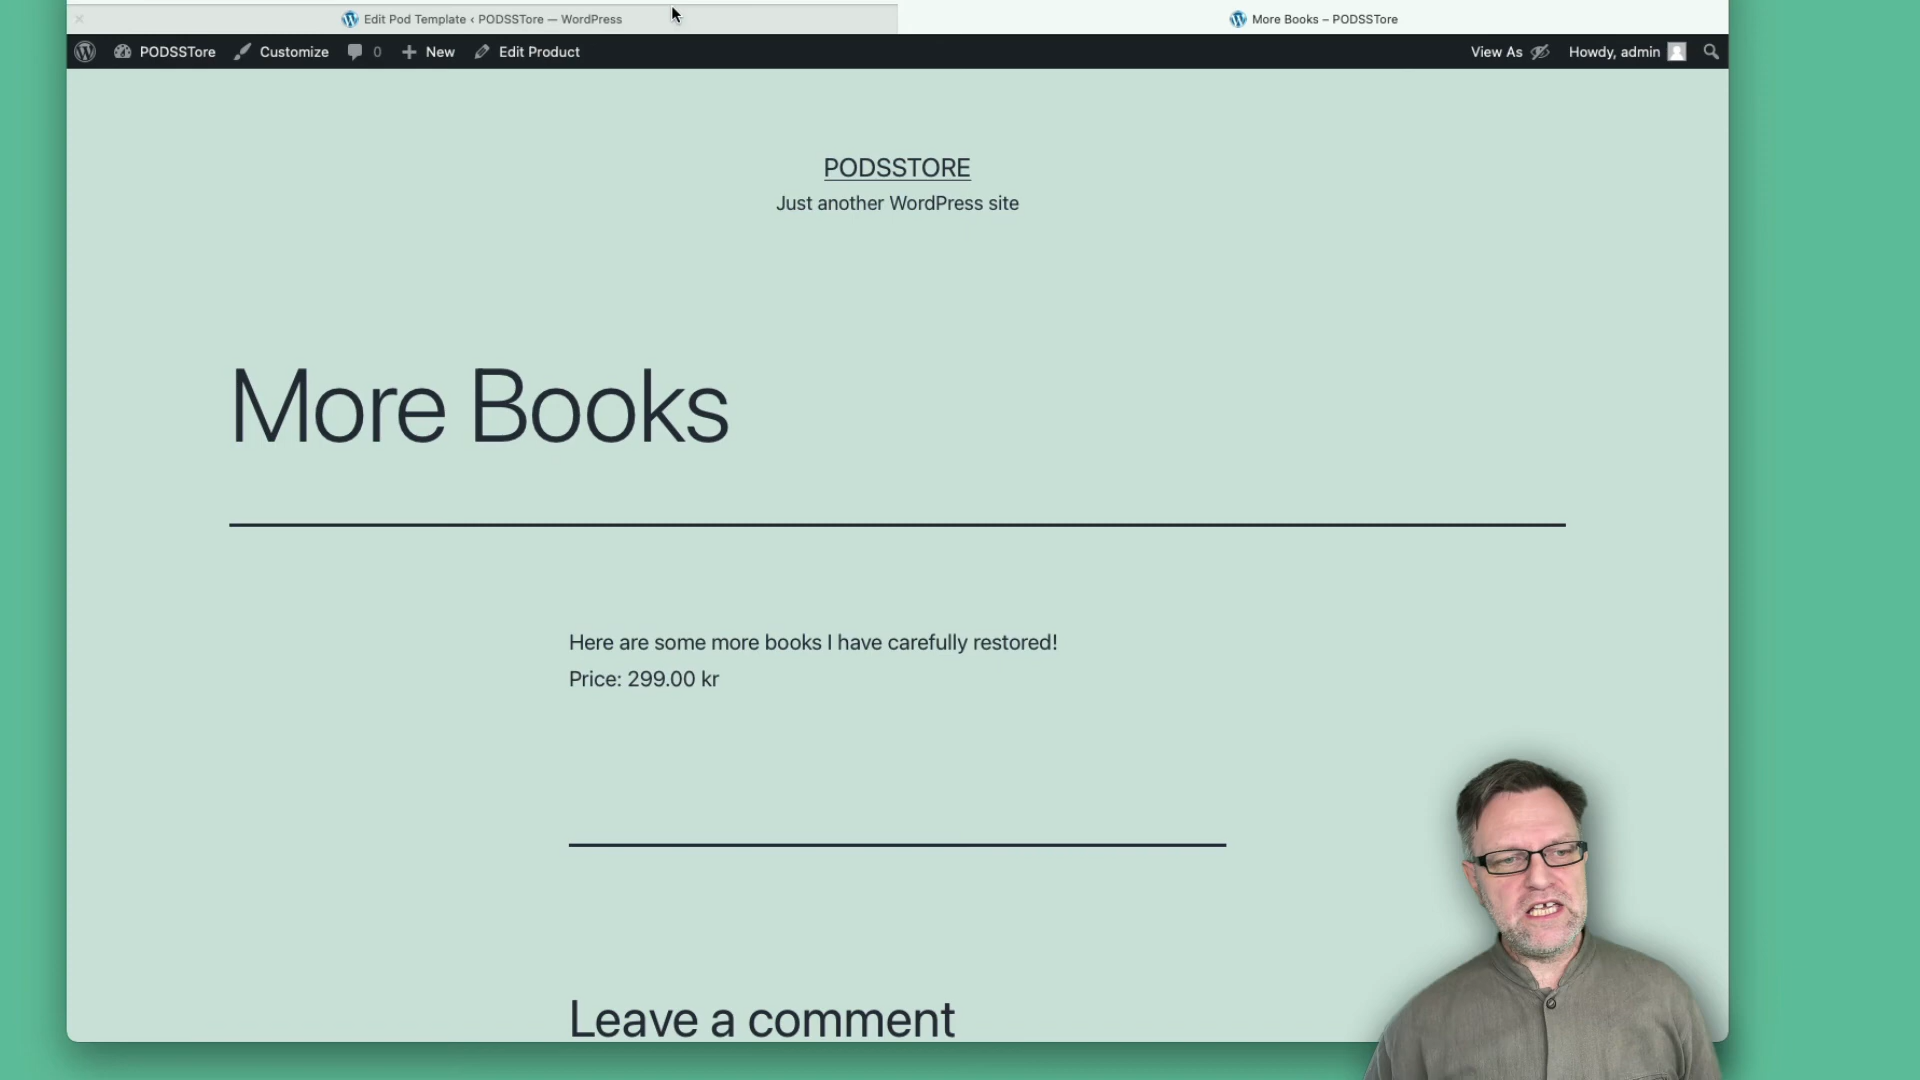 Edit Pod Template ‹ PODSSTore — WordPress
More Books – PODSSTore
PODSSTore Customize 0 New Edit Product View As Howdy, admin
PODSSTORE
Just another WordPress site
More Books
Here are some more books I have carefully restored!
Price: 299.00 kr
Leave a comment